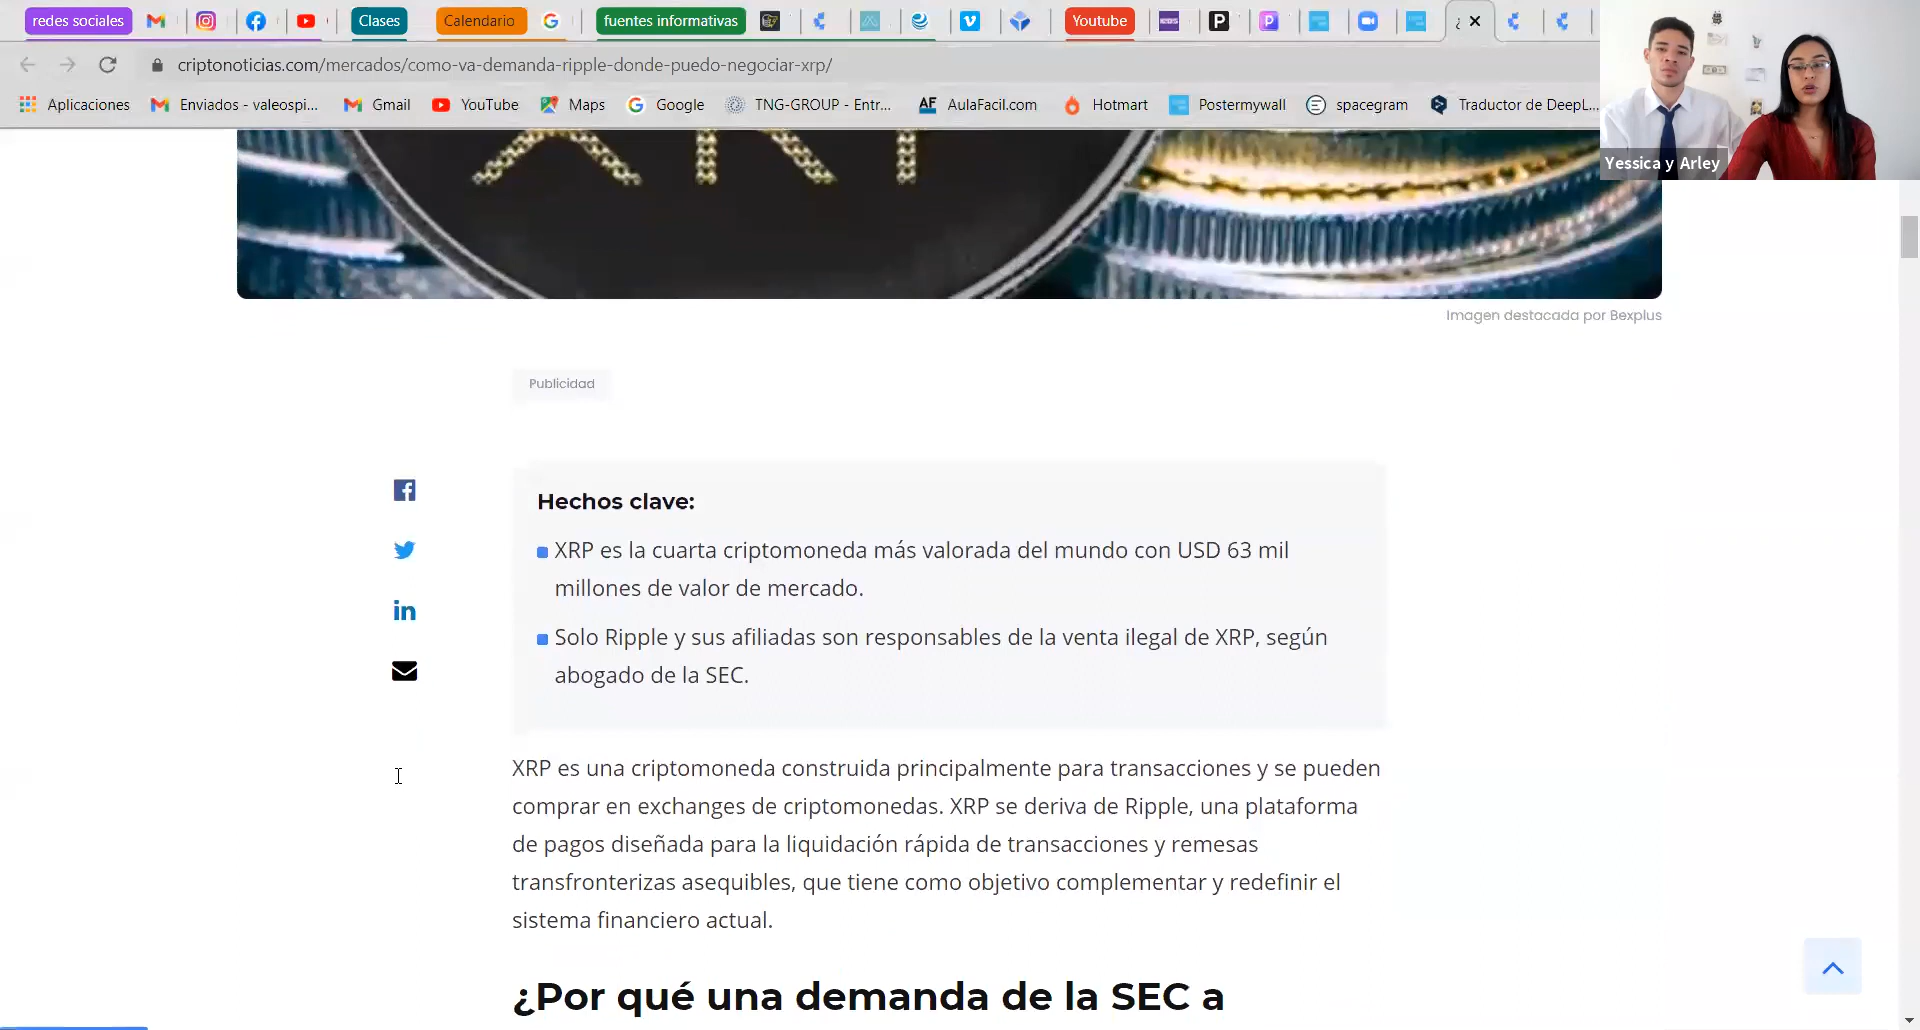 redes sociales
Clases
Calendario
fuentes informativas
Youtube
criptonoticias.com/mercados/como-va-demanda-ripple-donde-puedo-negociar-xrp/
Aplicaciones
Enviados - valeospi...
Gmail
YouTube
Maps
Google
TNG-GROUP - Entr...
AulaFacil.com
Hotmart
Postermywall
spacegram
Traductor de DeepL...
Yessica y Arley
Imagen destacada por Bexplus
Publicidad
Hechos clave:
XRP es la cuarta criptomoneda más valorada del mundo con USD 63 mil
millones de valor de mercado.
Solo Ripple y sus afiliadas son responsables de la venta ilegal de XRP, según
abogado de la SEC.
XRP es una criptomoneda construida principalmente para transacciones y se pueden
comprar en exchanges de criptomonedas. XRP se deriva de Ripple, una plataforma
de pagos diseñada para la liquidación rápida de transacciones y remesas
transfronterizas asequibles, que tiene como objetivo complementar y redefinir el
sistema financiero actual.
¿Por qué una demanda de la SEC a